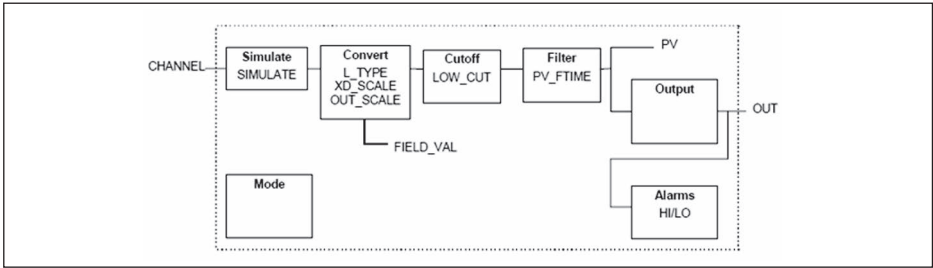 CHANNEL
Simulate
SIMULATE
Convert
L_TYPE
XD_SCALE
OUT_SCALE
FIELD_VAL
Cutoff
LOW_CUT
Filter
PV_FTIME
PV
Output
OUT
Mode
Alarms
HI/LO